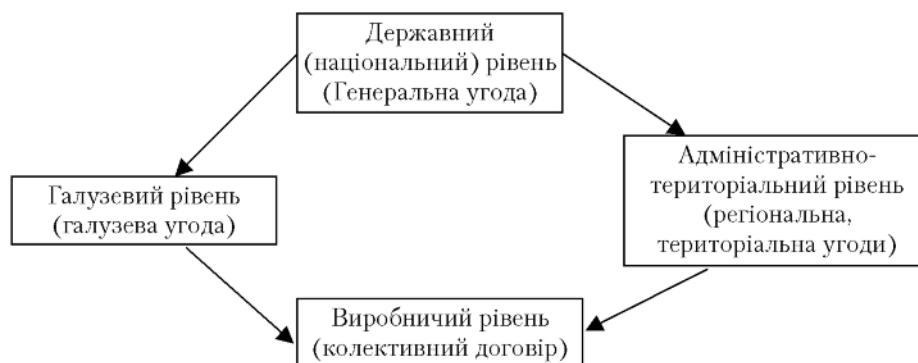 Державний
(національний) рівень
(Генеральна угода)
Галузевий рівень
(галузева угода)
Адміністративно-
територіальний рівень
(регіональна,
територіальна угоди)
Виробничий рівень
(колективний договір)